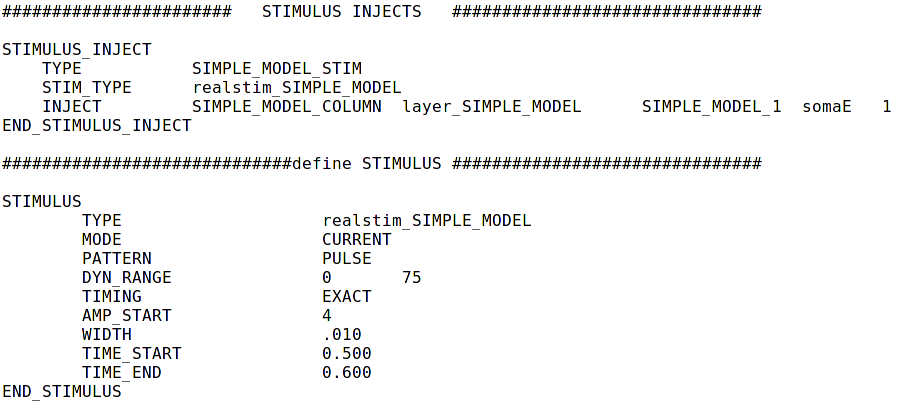 #######################   STIMULUS INJECTS   ###############################
STIMULUS_INJECT
    TYPE           SIMPLE_MODEL_STIM
    STIM_TYPE      realstim_SIMPLE_MODEL
    INJECT         SIMPLE_MODEL_COLUMN  layer_SIMPLE_MODEL      SIMPLE_MODEL_1  somaE   1
END_STIMULUS_INJECT
#############################define STIMULUS ###############################
STIMULUS
        TYPE                    realstim_SIMPLE_MODEL
        MODE                    CURRENT
        PATTERN                 PULSE
        DYN_RANGE               0       75
        TIMING                  EXACT
        AMP_START               4
        WIDTH                   .010
        TIME_START              0.500
        TIME_END                0.600
END_STIMULUS